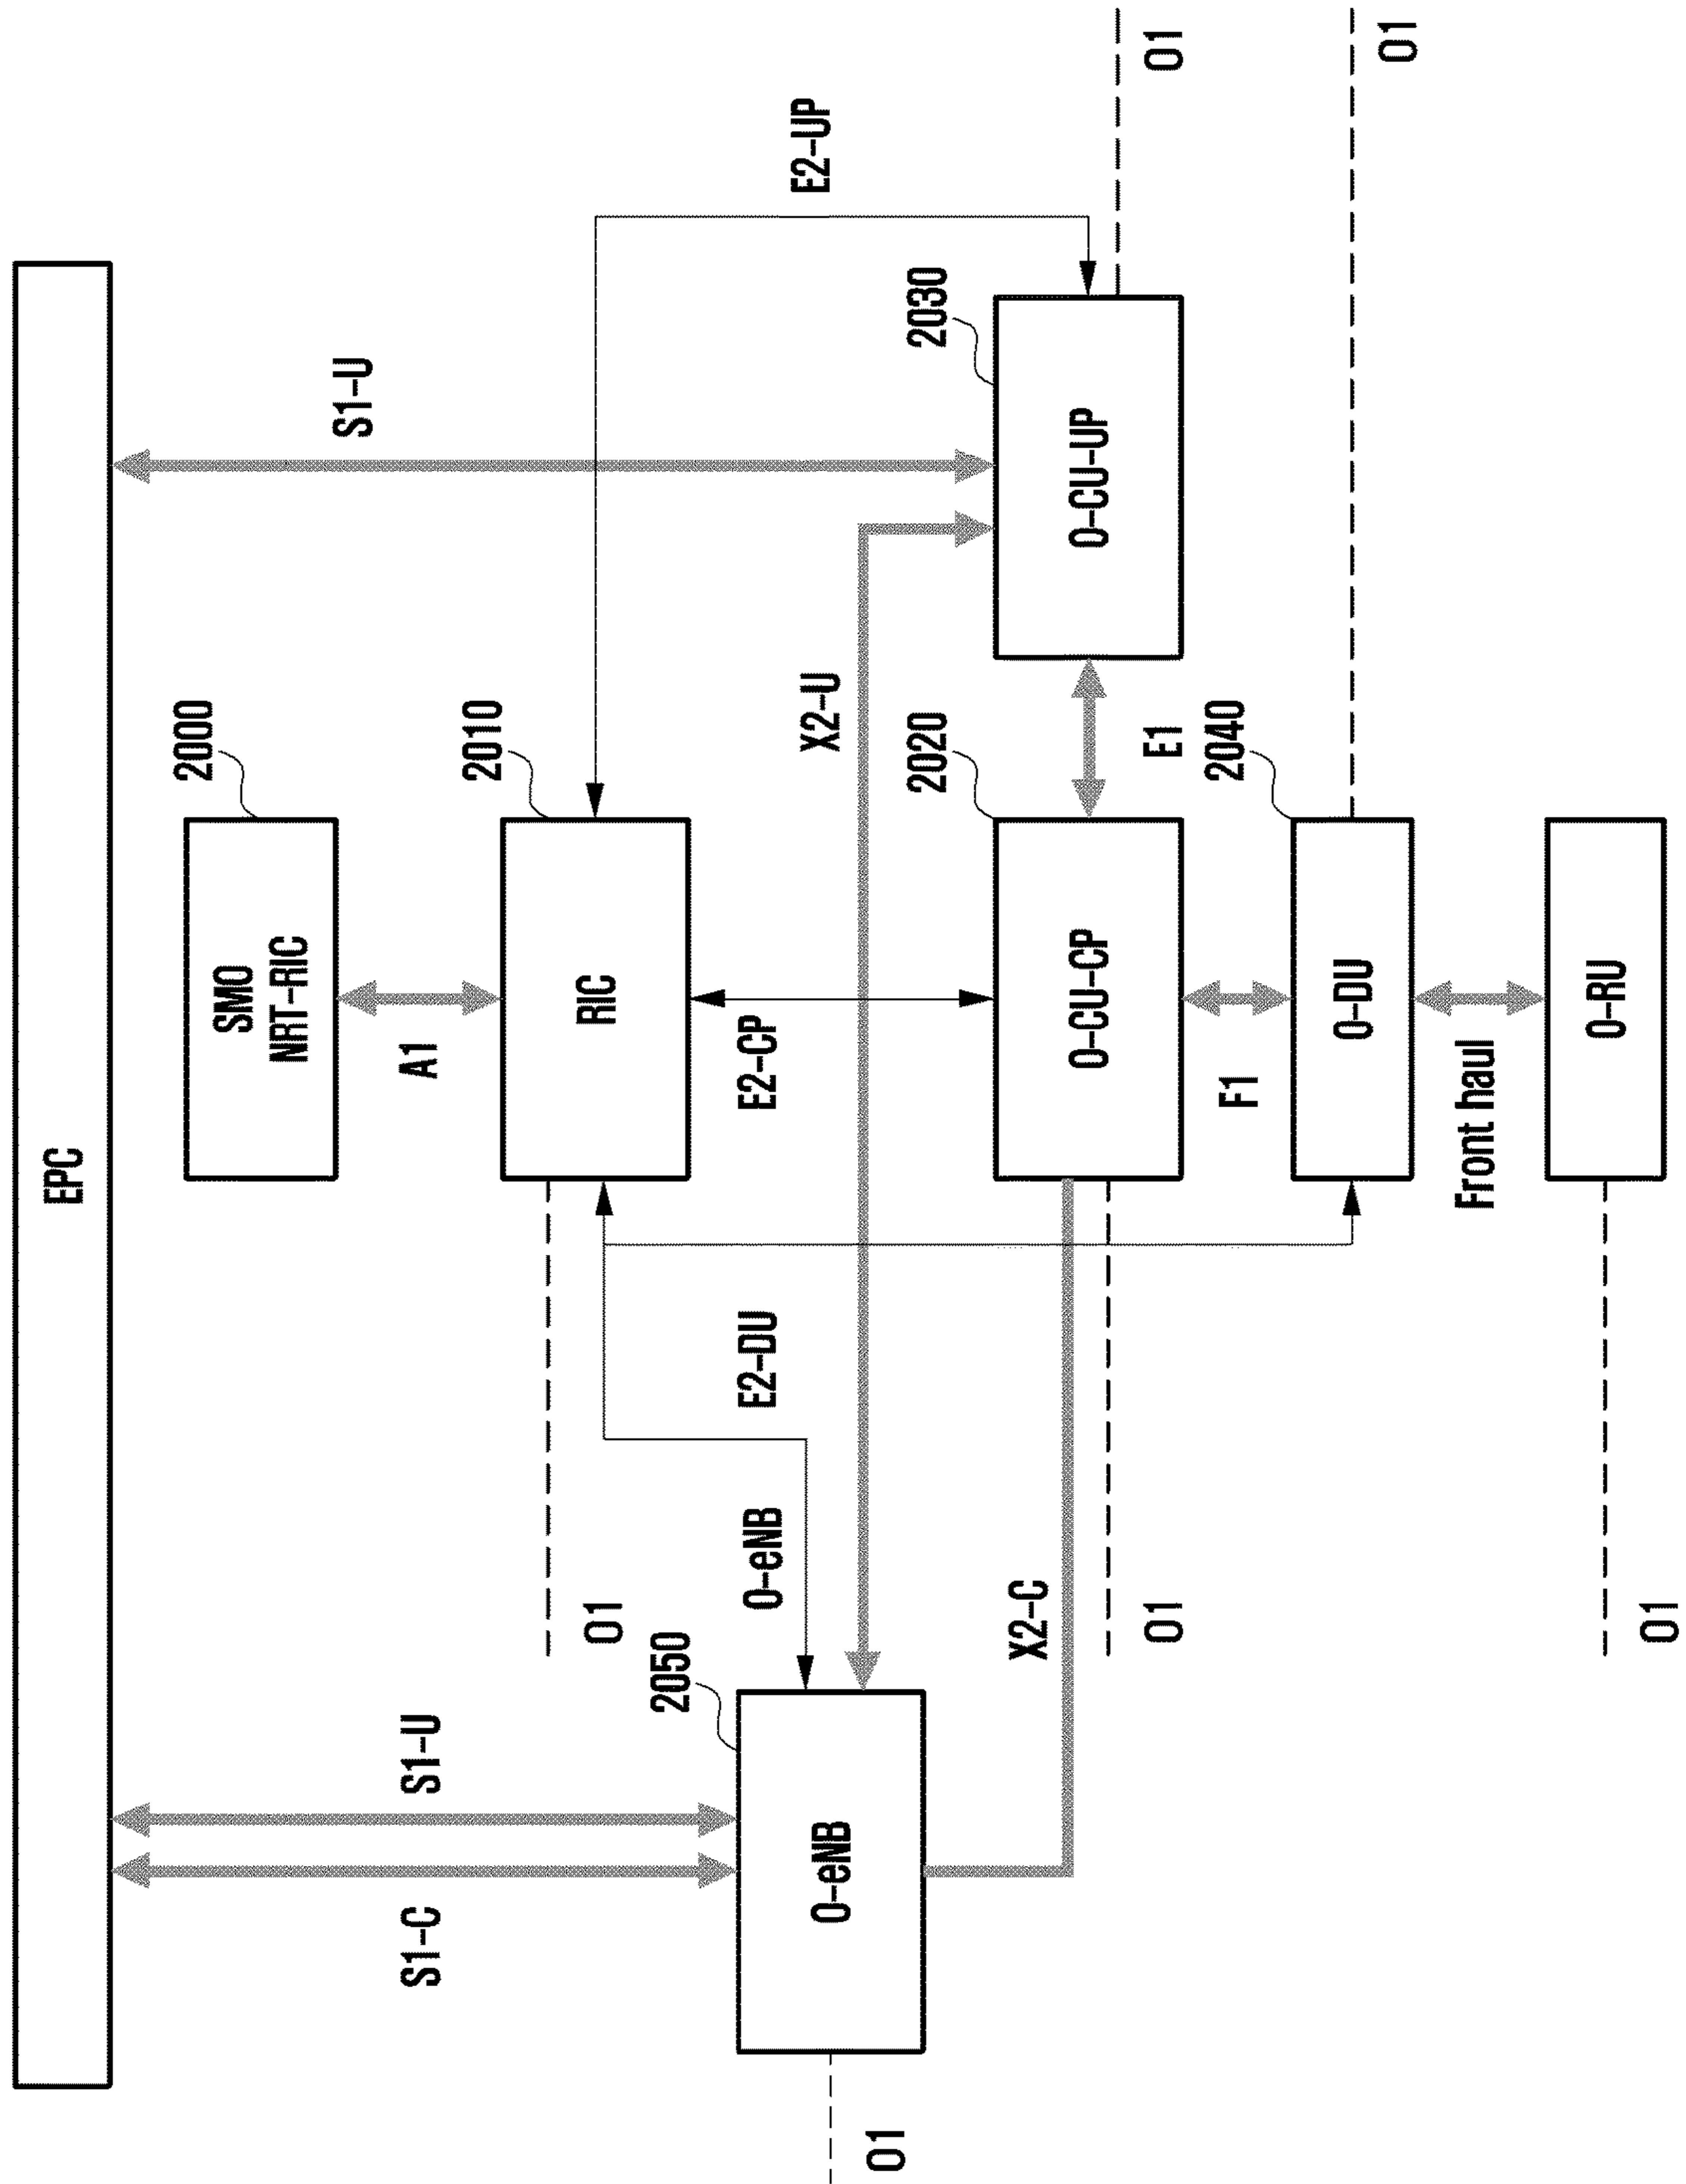 EPC
S1-C
S1-U
S1-U
2000
SMO
NRT-RIC
A1
2010
RIC
O1
E2-UP
2050
O-eNB
O1
O-eNB
E2-DU
E2-CP
X2-U
X2-C
2020
O-CU-CP
O1
E1
2030
O-CU-UP
O1
F1
2040
O-DU
O1
Front haul
O-RU
O1